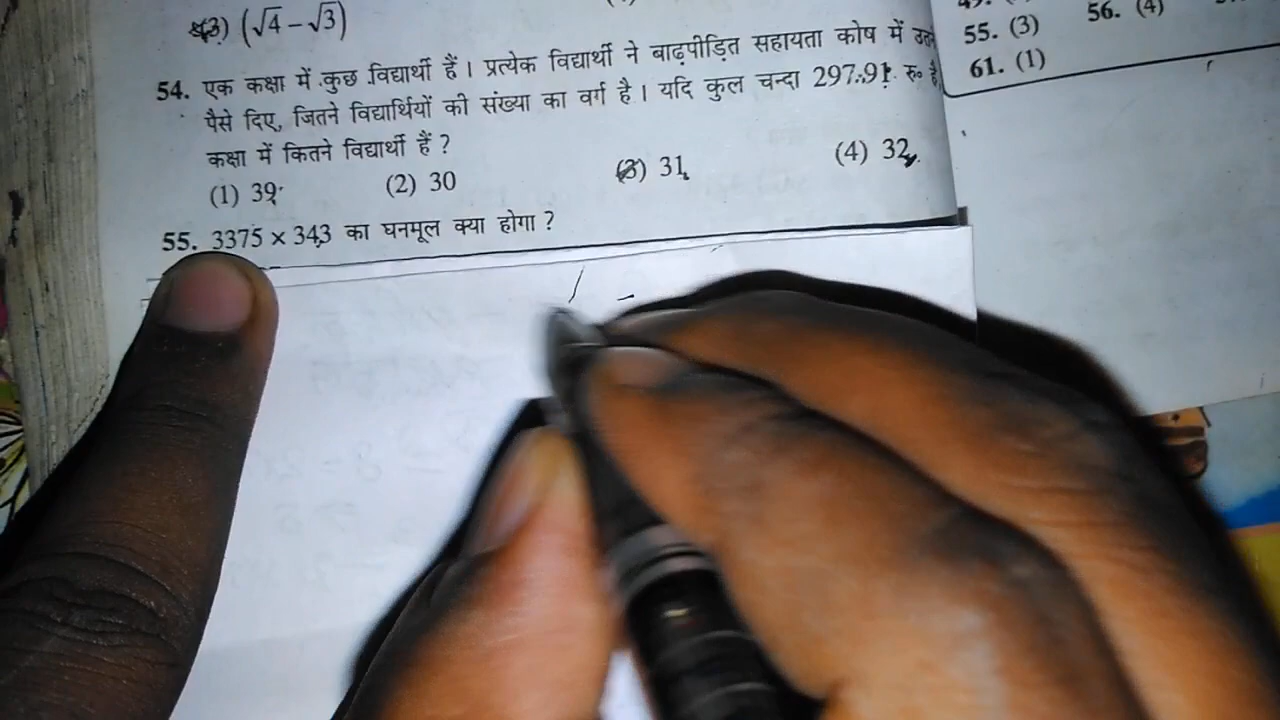 (3) (√4 – √3)
54. एक कक्षा में कुछ विद्यार्थी हैं । प्रत्येक विद्यार्थी ने बाढ़पीड़ित सहायता कोष में
पैसे दिए, जितने विद्यार्थियों की संख्या का वर्ग है । यदि कुल चन्दा 297.91 रु० है
कक्षा में कितने विद्यार्थी हैं ?
(1) 39 (2) 30 (3) 31 (4) 32
55. 3375 × 343 का घनमूल क्या होगा ?
55. (3) 56. (4)
61. (1)